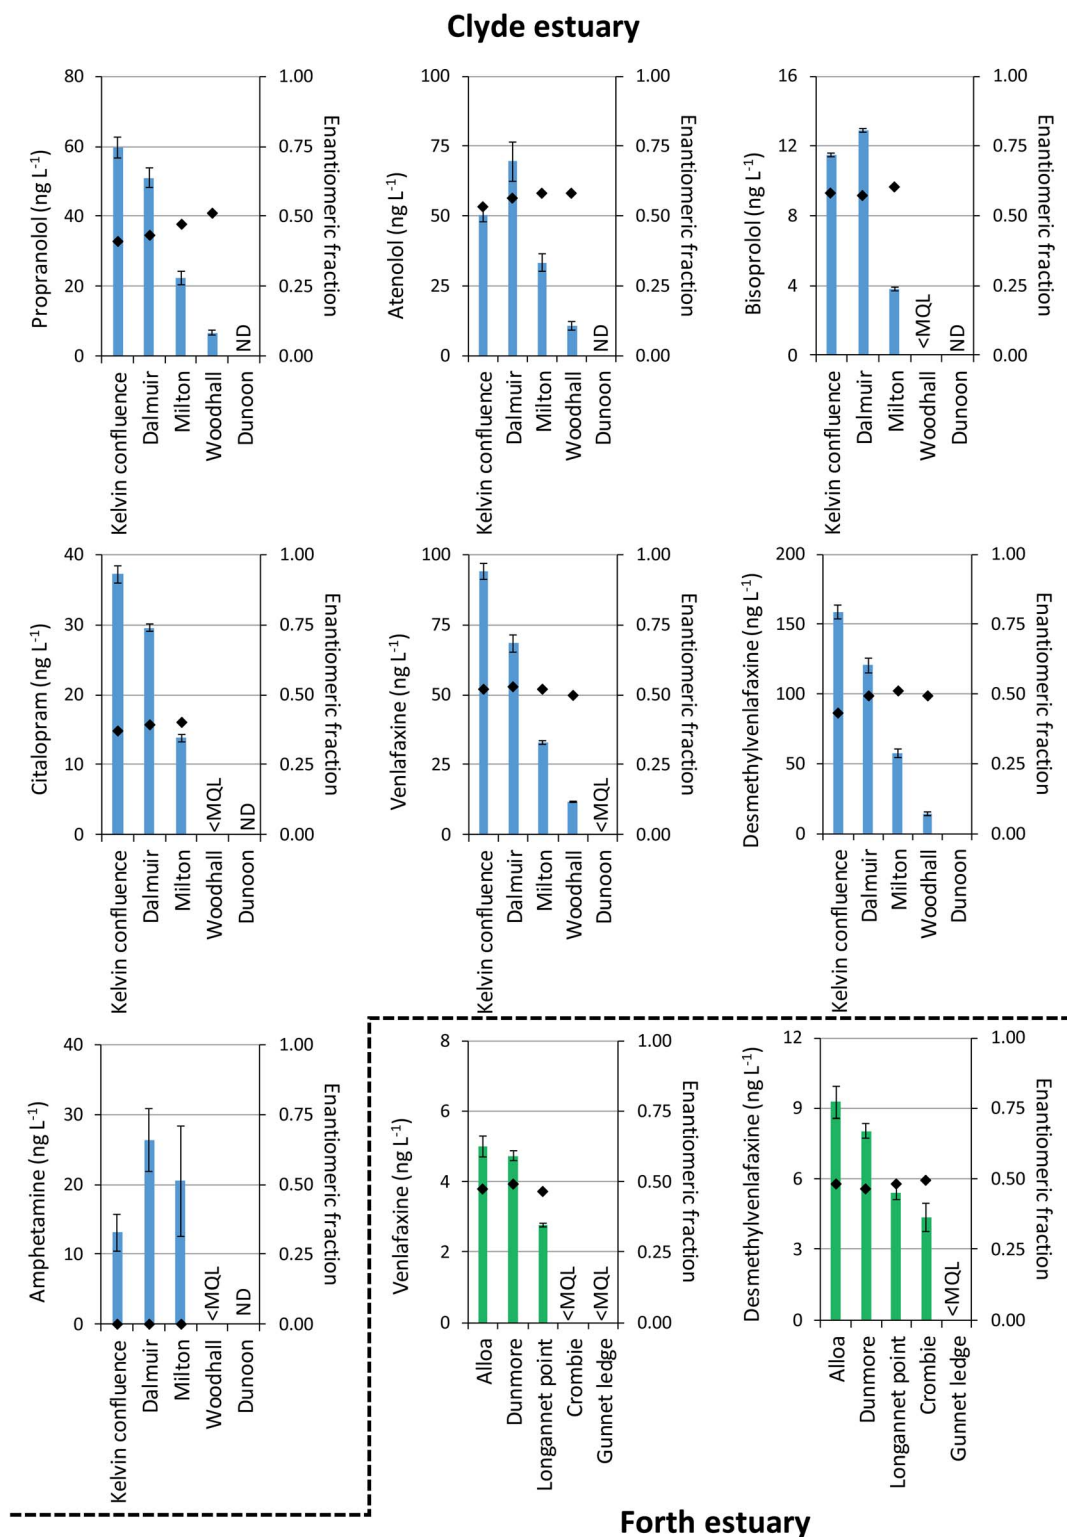 Clyde estuary
Propranolol (ng L-1)
80
60
40
20
0
1.00
0.75
0.50
0.25
0.00
Enantiomeric fraction
ND
Kelvin confluence
Dalmuir
Milton
Woodhall
Dunoon
Atenolol (ng L-1)
100
75
50
25
0
1.00
0.75
0.50
0.25
0.00
Enantiomeric fraction
ND
Kelvin confluence
Dalmuir
Milton
Woodhall
Dunoon
Bisoprolol (ng L-1)
16
12
8
4
0
1.00
0.75
0.50
0.25
0.00
Enantiomeric fraction
<MQL
ND
Kelvin confluence
Dalmuir
Milton
Woodhall
Dunoon
Citalopram (ng L-1)
40
30
20
10
0
1.00
0.75
0.50
0.25
0.00
Enantiomeric fraction
<MQL
ND
Kelvin confluence
Dalmuir
Milton
Woodhall
Dunoon
Venlafaxine (ng L-1)
100
75
50
25
0
1.00
0.75
0.50
0.25
0.00
Enantiomeric fraction
<MQL
Kelvin confluence
Dalmuir
Milton
Woodhall
Dunoon
Desmethylvenlafaxine (ng L-1)
200
150
100
50
0
1.00
0.75
0.50
0.25
0.00
Enantiomeric fraction
Kelvin confluence
Dalmuir
Milton
Woodhall
Dunoon
Amphetamine (ng L-1)
40
30
20
10
0
1.00
0.75
0.50
0.25
0.00
Enantiomeric fraction
<MQL
ND
Kelvin confluence
Dalmuir
Milton
Woodhall
Dunoon
Venlafaxine (ng L-1)
8
6
4
2
0
1.00
0.75
0.50
0.25
0.00
Enantiomeric fraction
<MQL
<MQL
Alloa
Dunmore
Longannet point
Crombie
Gunnet ledge
Desmethylvenlafaxine (ng L-1)
12
9
6
3
0
1.00
0.75
0.50
0.25
0.00
Enantiomeric fraction
<MQL
Alloa
Dunmore
Longannet point
Crombie
Gunnet ledge
Forth estuary